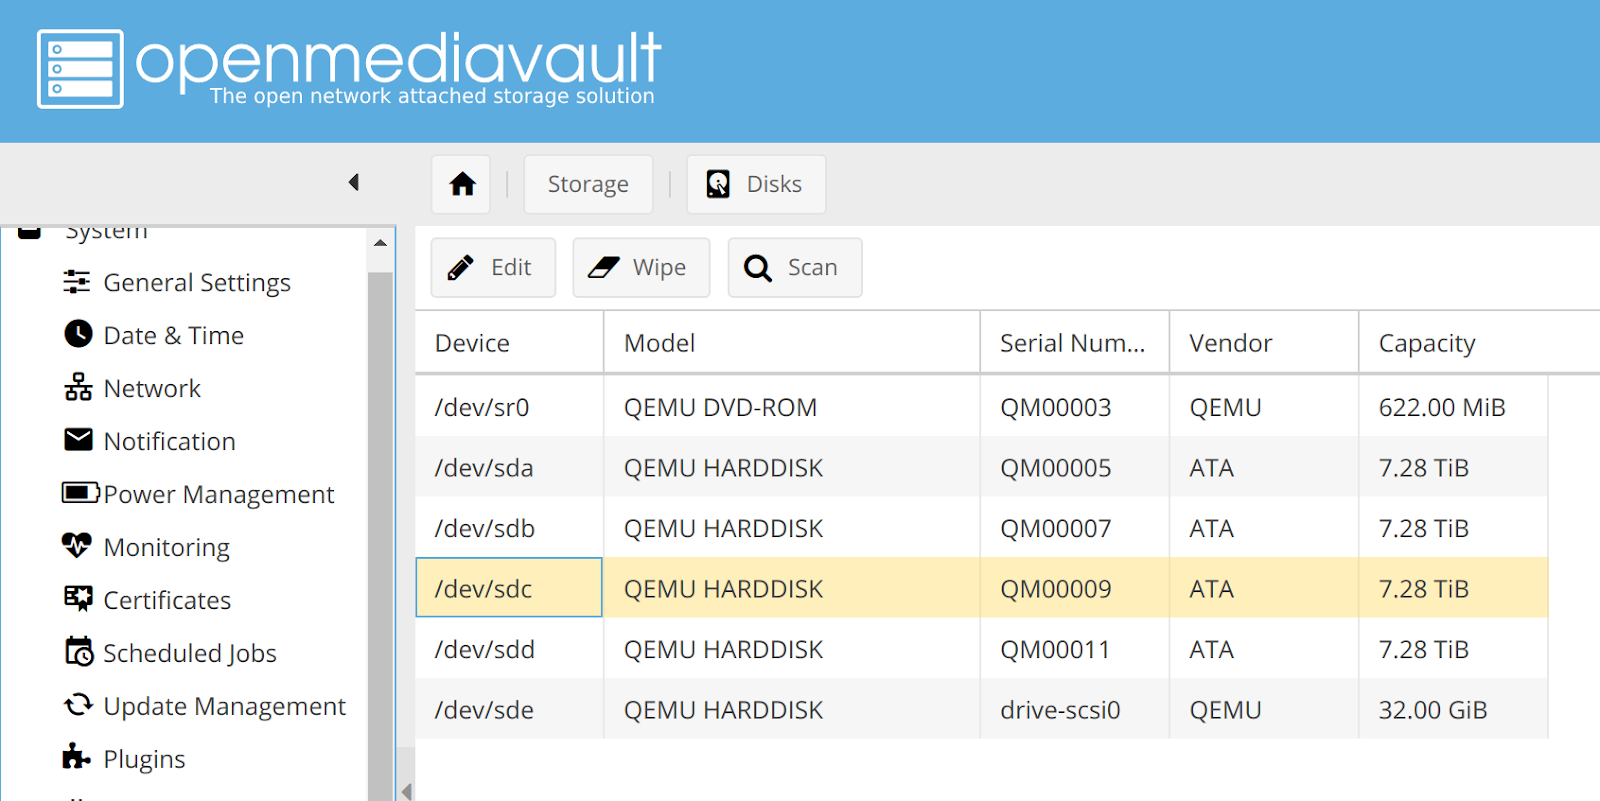 openmediavault
The open network attached storage solution
Storage
Disks
System
General Settings
Date & Time
Network
Notification
Power Management
Monitoring
Certificates
Scheduled Jobs
Update Management
Plugins
Edit Wipe Scan
Device Model Serial Num... Vendor Capacity
/dev/sr0 QEMU DVD-ROM QM00003 QEMU 622.00 MiB
/dev/sda QEMU HARDDISK QM00005 ATA 7.28 TiB
/dev/sdb QEMU HARDDISK QM00007 ATA 7.28 TiB
/dev/sdc QEMU HARDDISK QM00009 ATA 7.28 TiB
/dev/sdd QEMU HARDDISK QM00011 ATA 7.28 TiB
/dev/sde QEMU HARDDISK drive-scsi0 QEMU 32.00 GiB